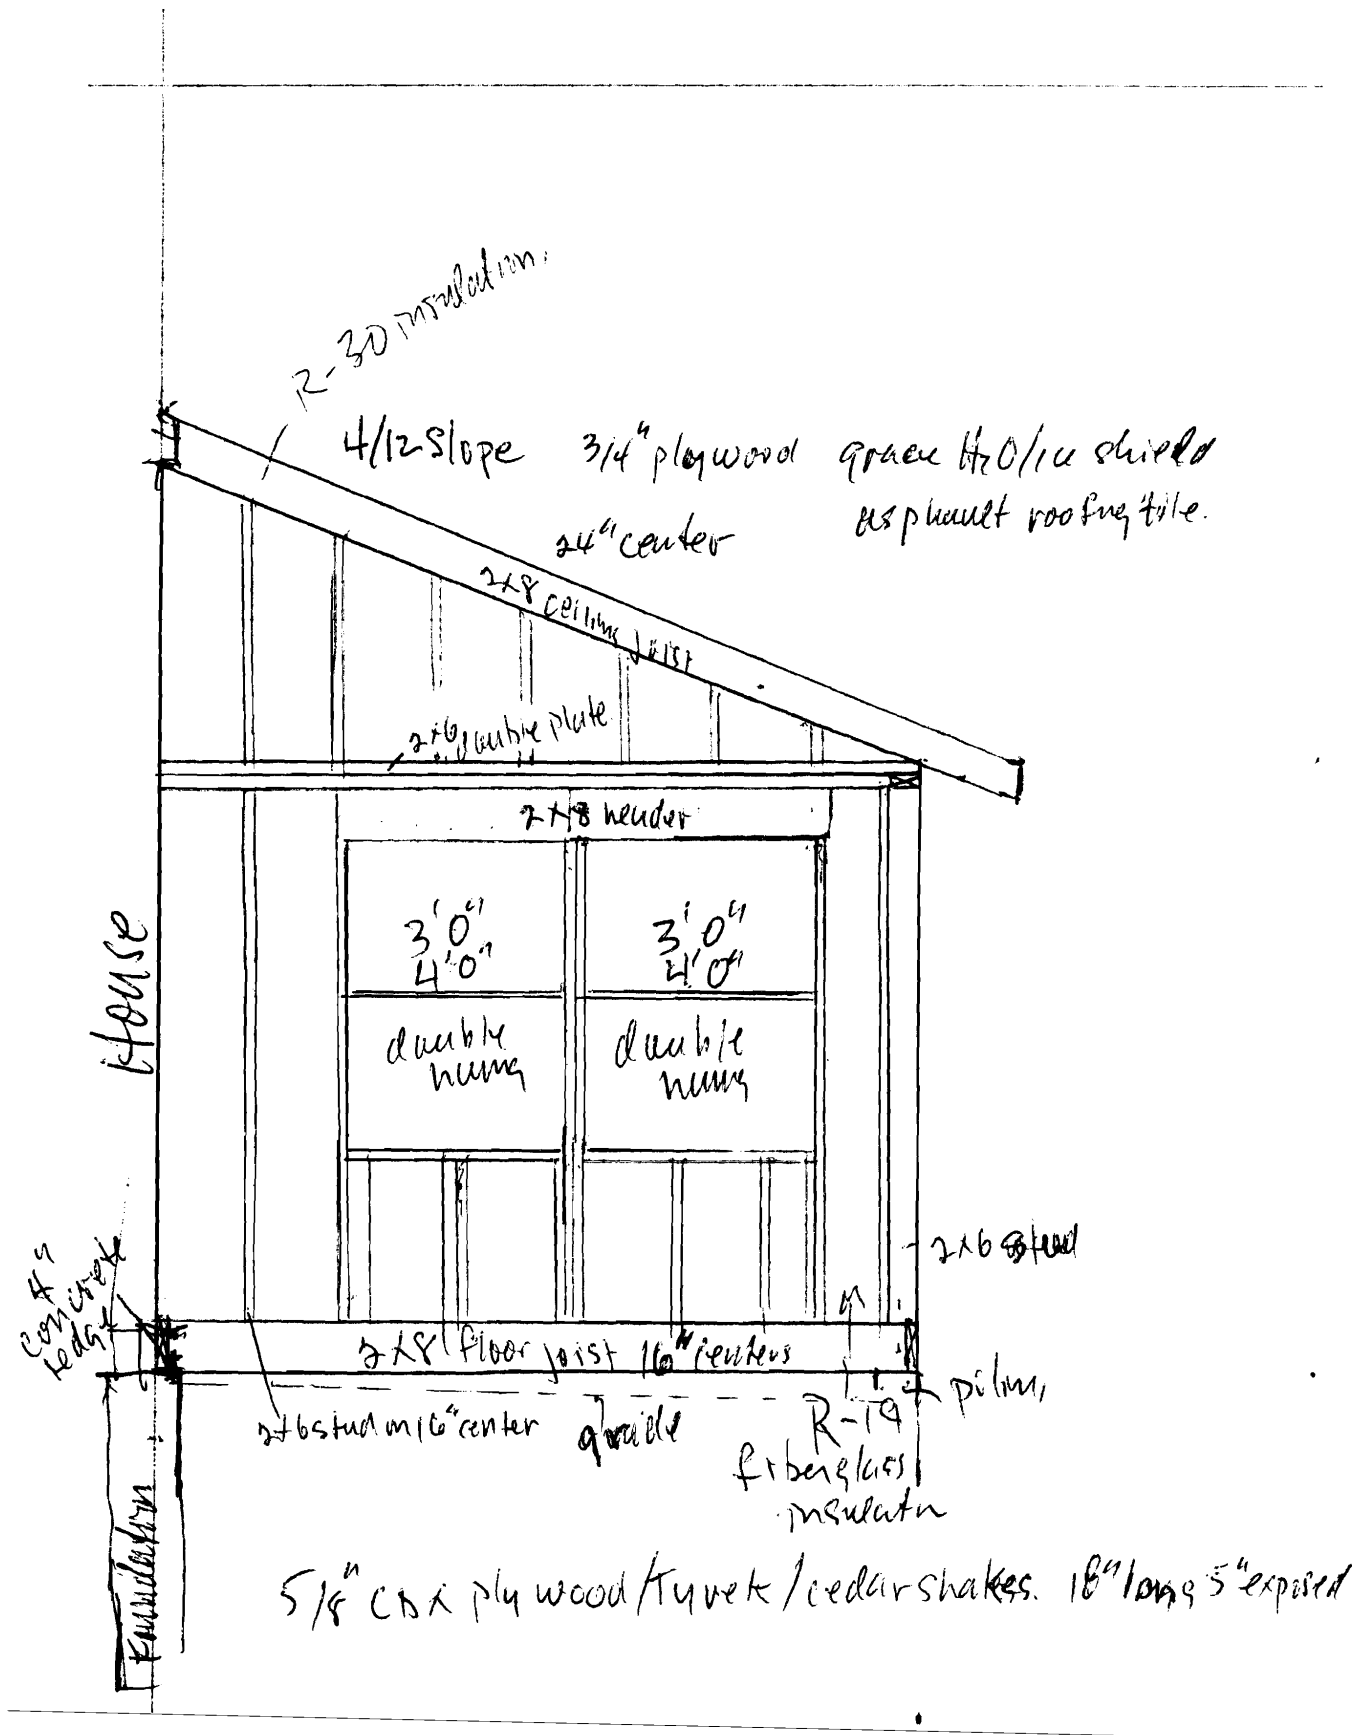 R-30 insulation.
4/12 Slope 3/4" plywood grace H2O/ice shield
asphault roofing tile.
24" center
2x8 ceiling joist
2x6 double plate
2x8 header
3'0" 3'0"
4'0" 4'0"
double double
hung hung
House
4"
concrete
ledge
2x6 stud
2x8 floor joist 16" centers
2x6 stud on 16" center grade R-19
fiberglass
insulatn
Foundation
5/8" CDX plywood/Tyvek/cedar shakes. 18" long 5" exposed